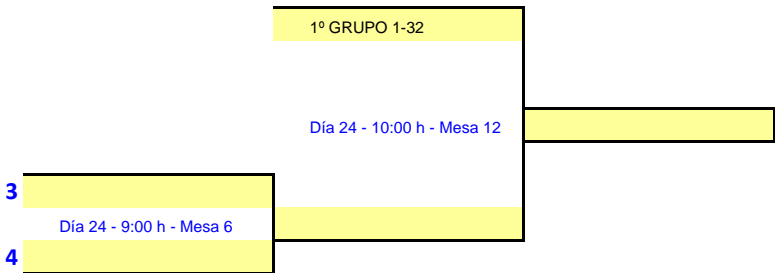 1º GRUPO 1-32
Día 24 - 10:00 h - Mesa 12
3
Día 24 - 9:00 h - Mesa 6
4